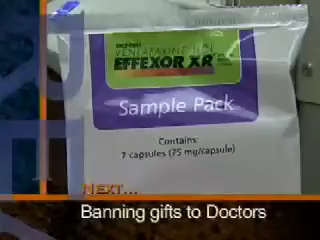 VENLAFAXINE HCl
EFFEXOR XR
Sample Pack
Contains:
7 capsules (75 mg/capsule)
NEXT...
Banning gifts to Doctors